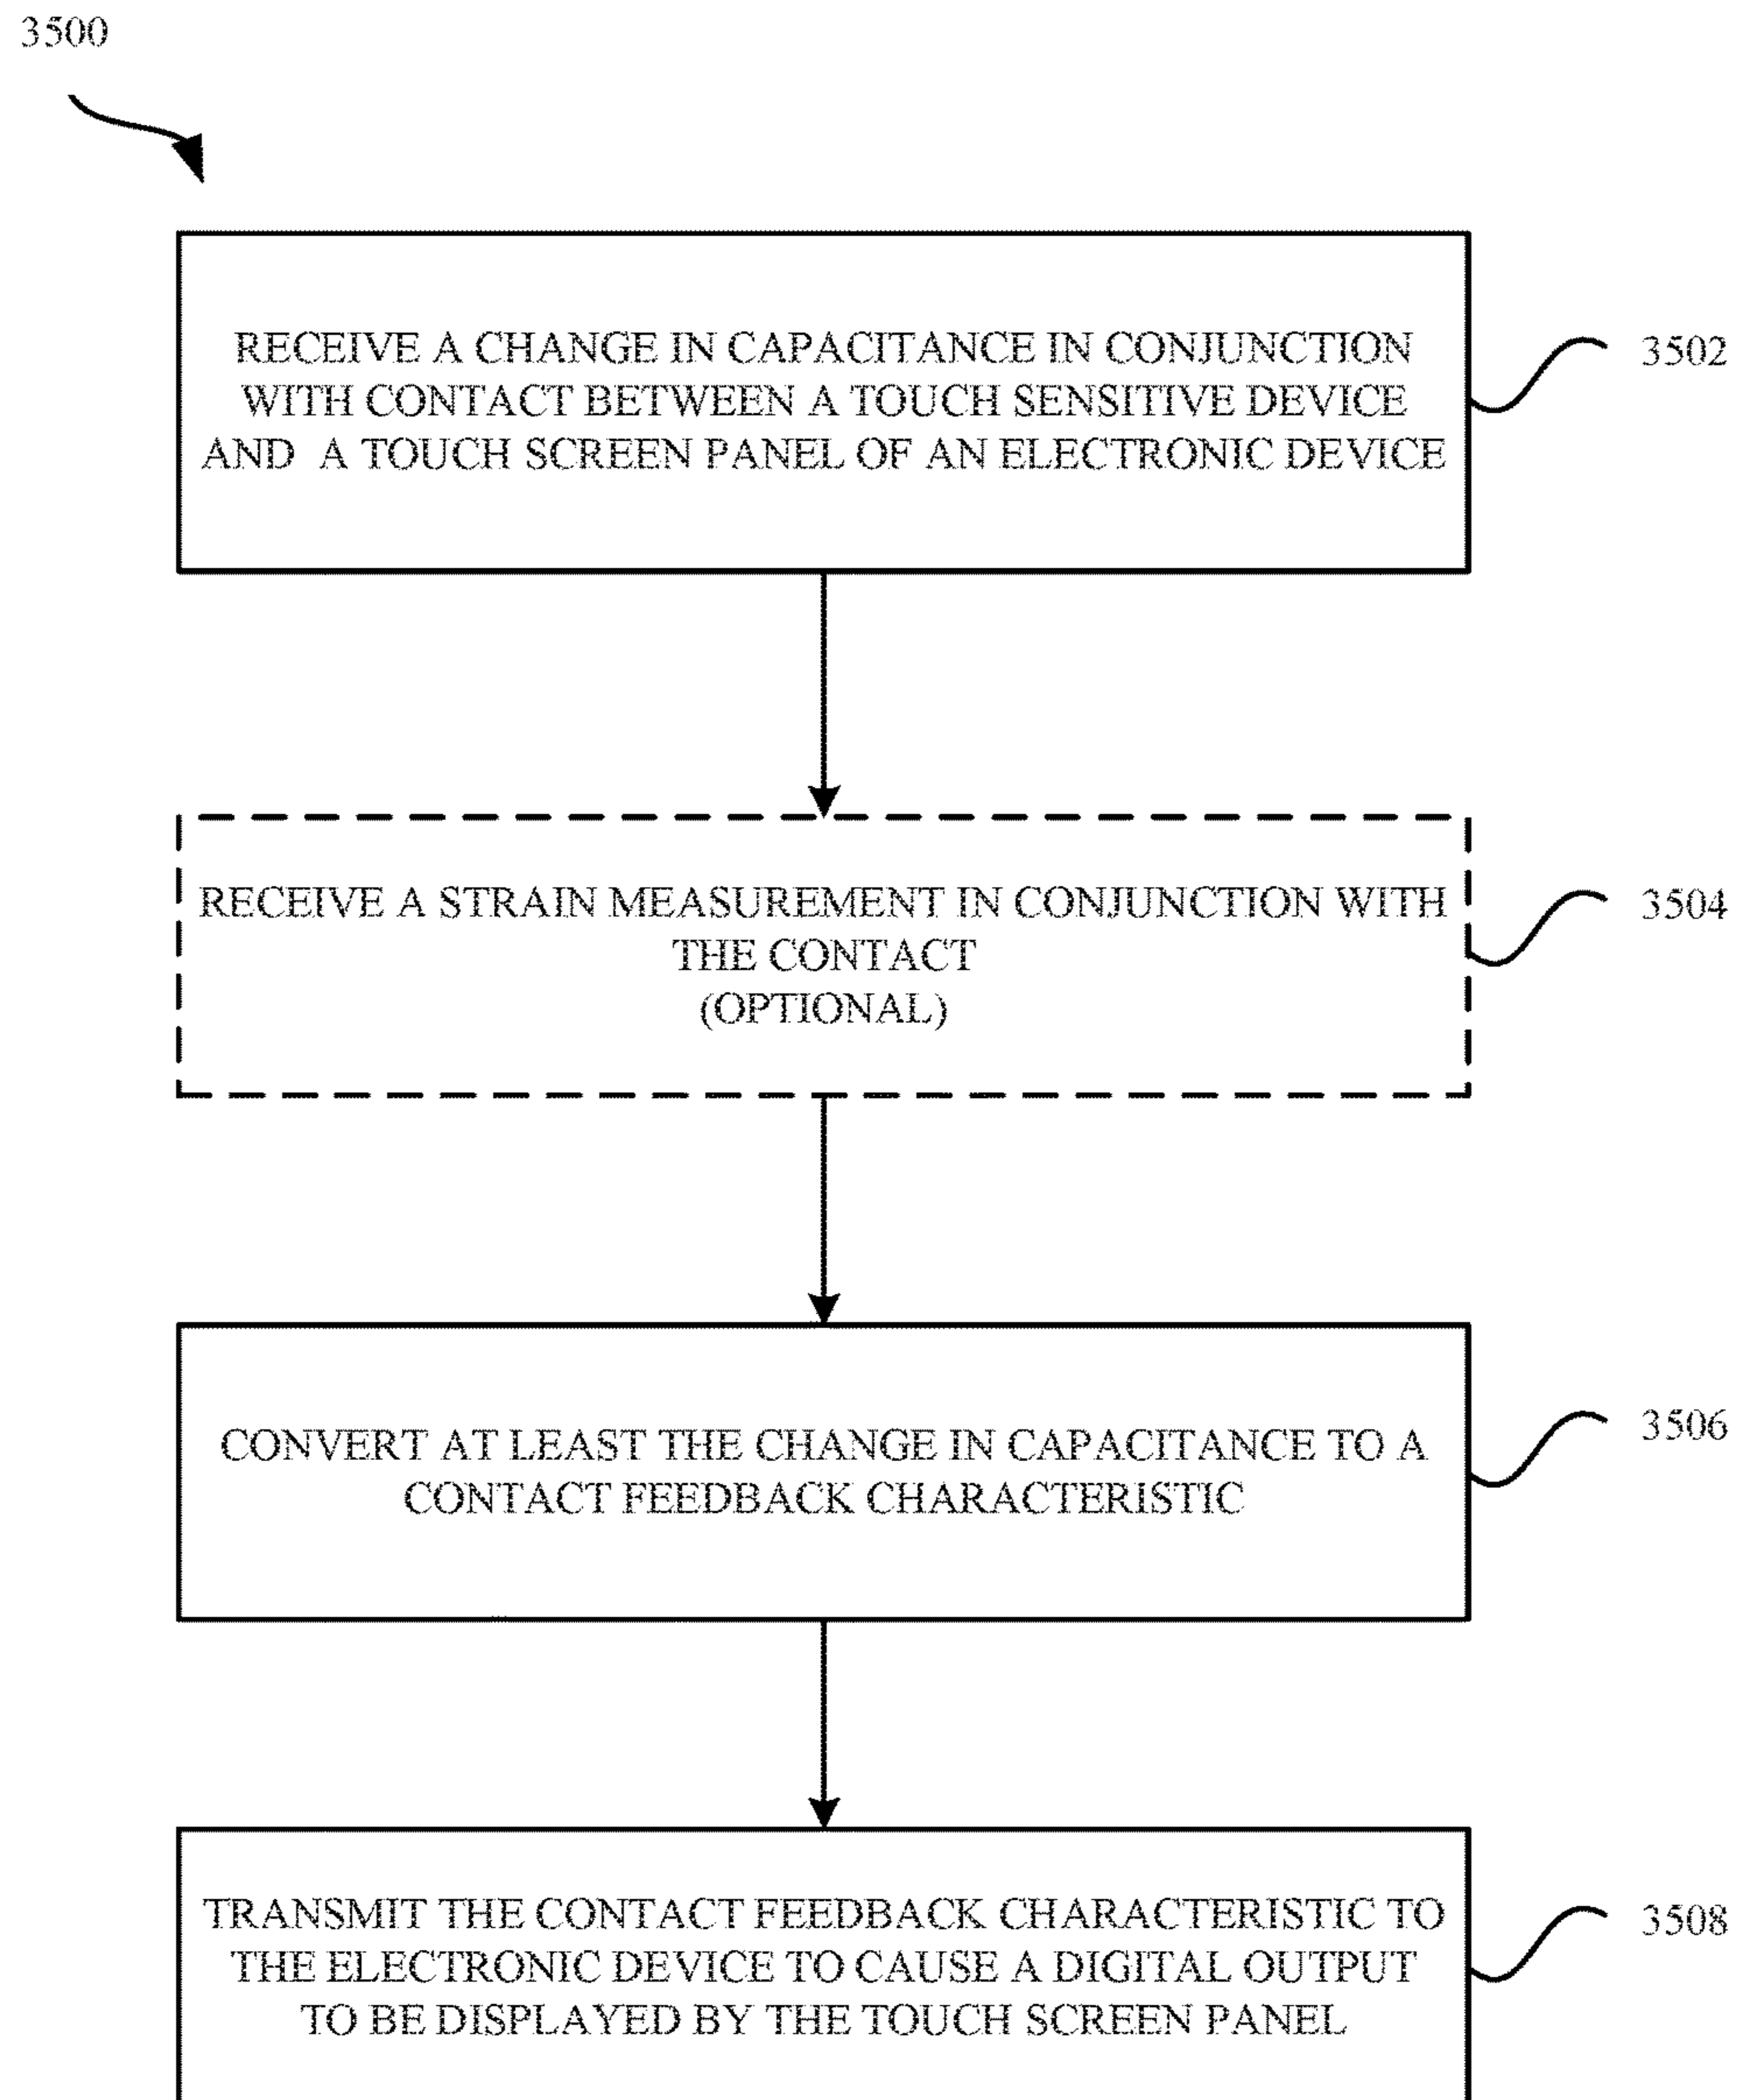 3500
RECEIVE A CHANGE IN CAPACITANCE IN CONJUNCTION
WITH CONTACT BETWEEN A TOUCH SENSITIVE DEVICE
AND A TOUCH SCREEN PANEL OF AN ELECTRONIC DEVICE
3502
RECEIVE A STRAIN MEASUREMENT IN CONJUNCTION WITH
THE CONTACT
(OPTIONAL)
3504
CONVERT AT LEAST THE CHANGE IN CAPACITANCE TO A
CONTACT FEEDBACK CHARACTERISTIC
3506
TRANSMIT THE CONTACT FEEDBACK CHARACTERISTIC TO
THE ELECTRONIC DEVICE TO CAUSE A DIGITAL OUTPUT
TO BE DISPLAYED BY THE TOUCH SCREEN PANEL
3508